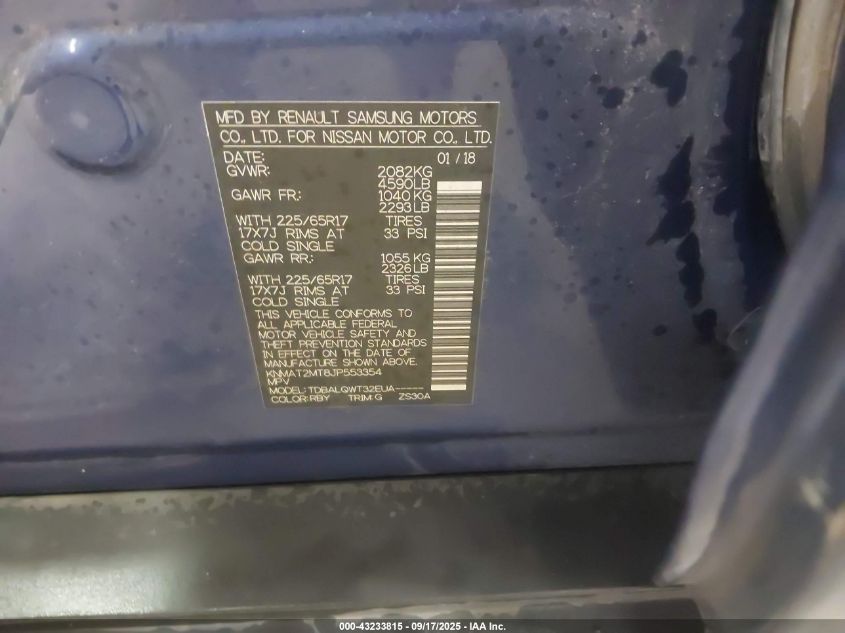 MFD BY RENAULT SAMSUNG MOTORS
CO., LTD. FOR NISSAN MOTOR CO., LTD.
DATE: 01 / 18
GVWR: 2082KG
4590LB
GAWR FR: 1040 KG
2293LB
WITH 225/65R17 TIRES
17X7J RIMS AT 33 PSI
COLD SINGLE
GAWR RR: 1055 KG
2326LB
WITH 225/65R17 TIRES
17X7J RIMS AT 33 PSI
COLD SINGLE
THIS VEHICLE CONFORMS TO
ALL APPLICABLE FEDERAL
MOTOR VEHICLE SAFETY AND
THEFT PREVENTION STANDARDS
IN EFFECT ON THE DATE OF
MANUFACTURE SHOWN ABOVE.
KNMAT2MT8JP553354
MPV
MODEL:TDBALQWT32EUA-----
COLOR:RBY TRIM:G ZS30A
000-43233815 - 09/17/2025 - IAA Inc.